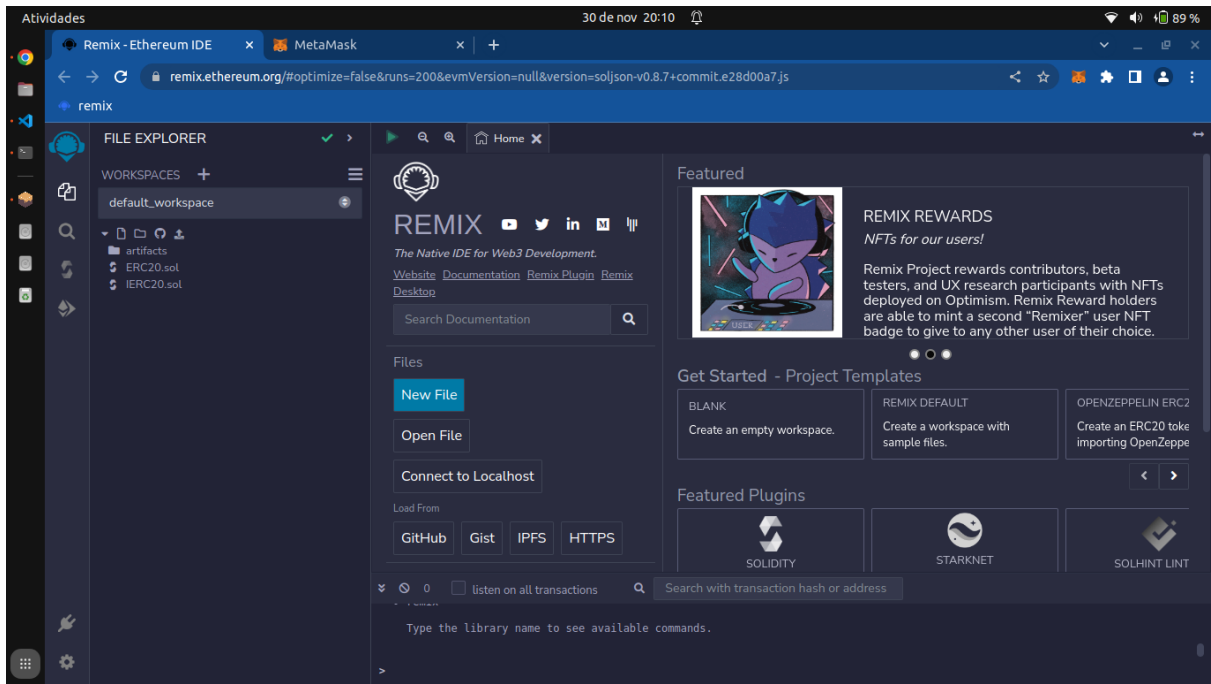 Atividades
30 de nov 20:10
89 %
Remix - Ethereum IDE
MetaMask
remix.ethereum.org/#optimize=false&runs=200&evmVersion=null&version=soljson-v0.8.7+commit.e28d00a7.js
remix
FILE EXPLORER
WORKSPACES
default_workspace
artifacts
ERC20.sol
IERC20.sol
Home
REMIX
The Native IDE for Web3 Development.
Website Documentation Remix Plugin Remix
Desktop
Search Documentation
Files
New File
Open File
Connect to Localhost
Load From
GitHub Gist IPFS HTTPS
Featured
USER
REMIX REWARDS
NFTs for our users!
Remix Project rewards contributors, beta
testers, and UX research participants with NFTs
deployed on Optimism. Remix Reward holders
are able to mint a second “Remixer” user NFT
badge to give to any other user of their choice.
Get Started - Project Templates
BLANK
Create an empty workspace.
REMIX DEFAULT
Create a workspace with
sample files.
OPENZEPPELIN ERC2
Create an ERC20 toke
importing OpenZeppe
Featured Plugins
SOLIDITY
STARKNET
SOLHINT LINT
0
listen on all transactions
Search with transaction hash or address
- remix
Type the library name to see available commands.
>